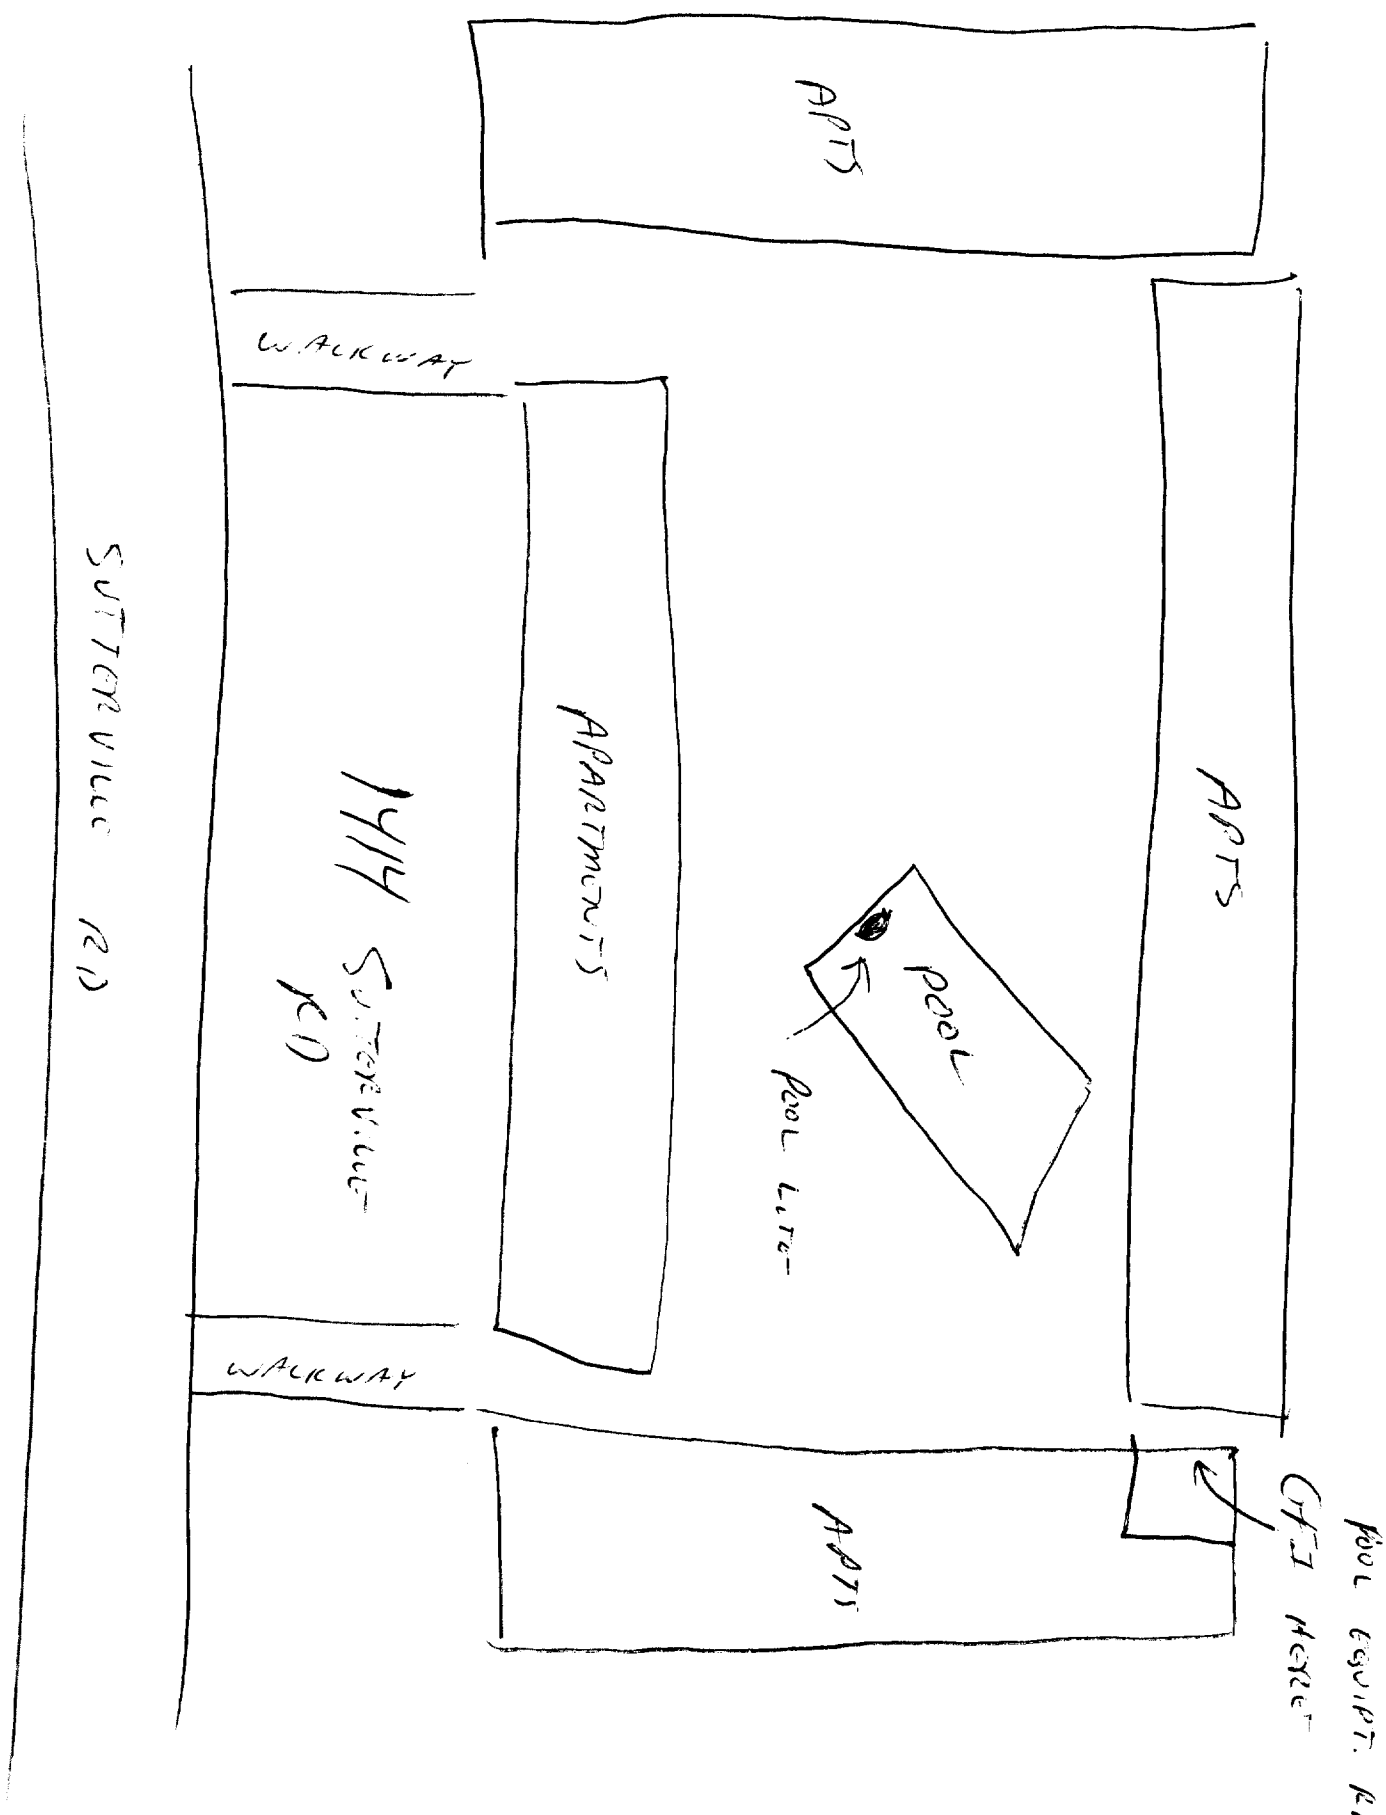 POOL EQUIPT.
GFI HERE
APTS
POOL
APTS
APTS
POOL LITE
APARTMENTS
WALKWAY
WALKWAY
1414 SUTTERVILLE
RD
SUTTERVILLE RD